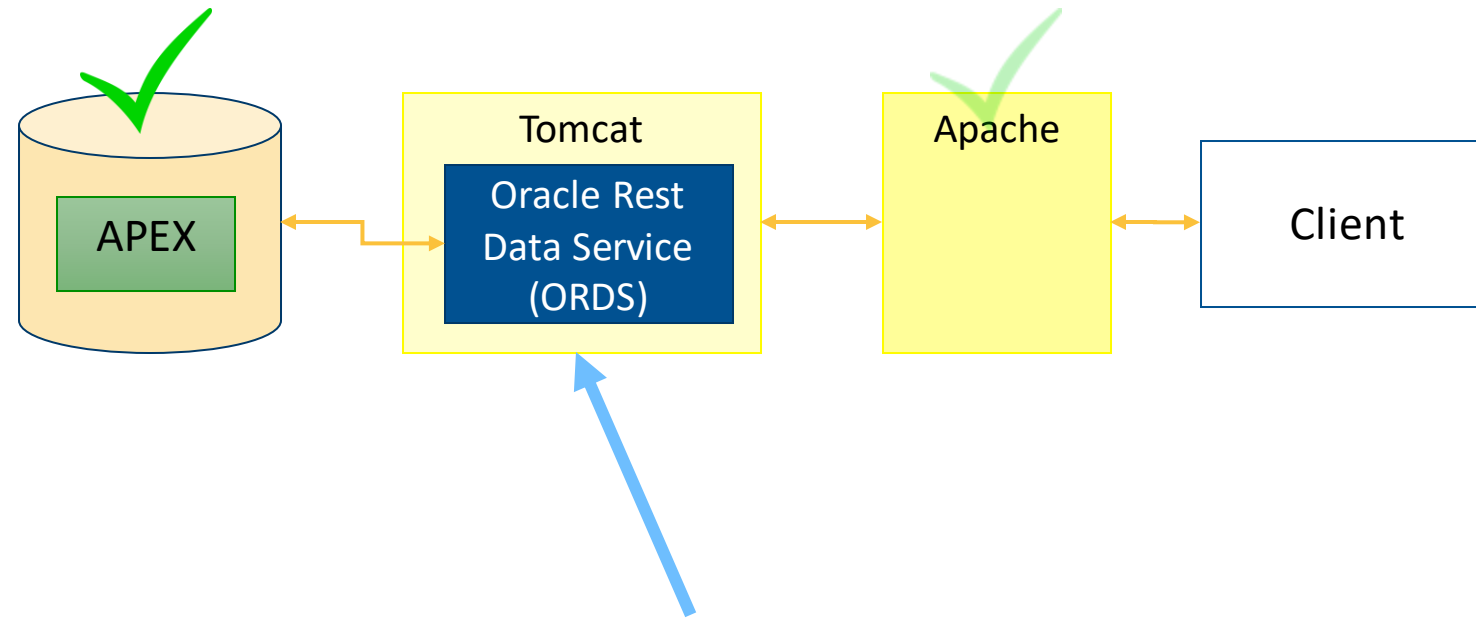 APEX
Tomcat
Oracle Rest
Data Service
(ORDS)
Apache
Client